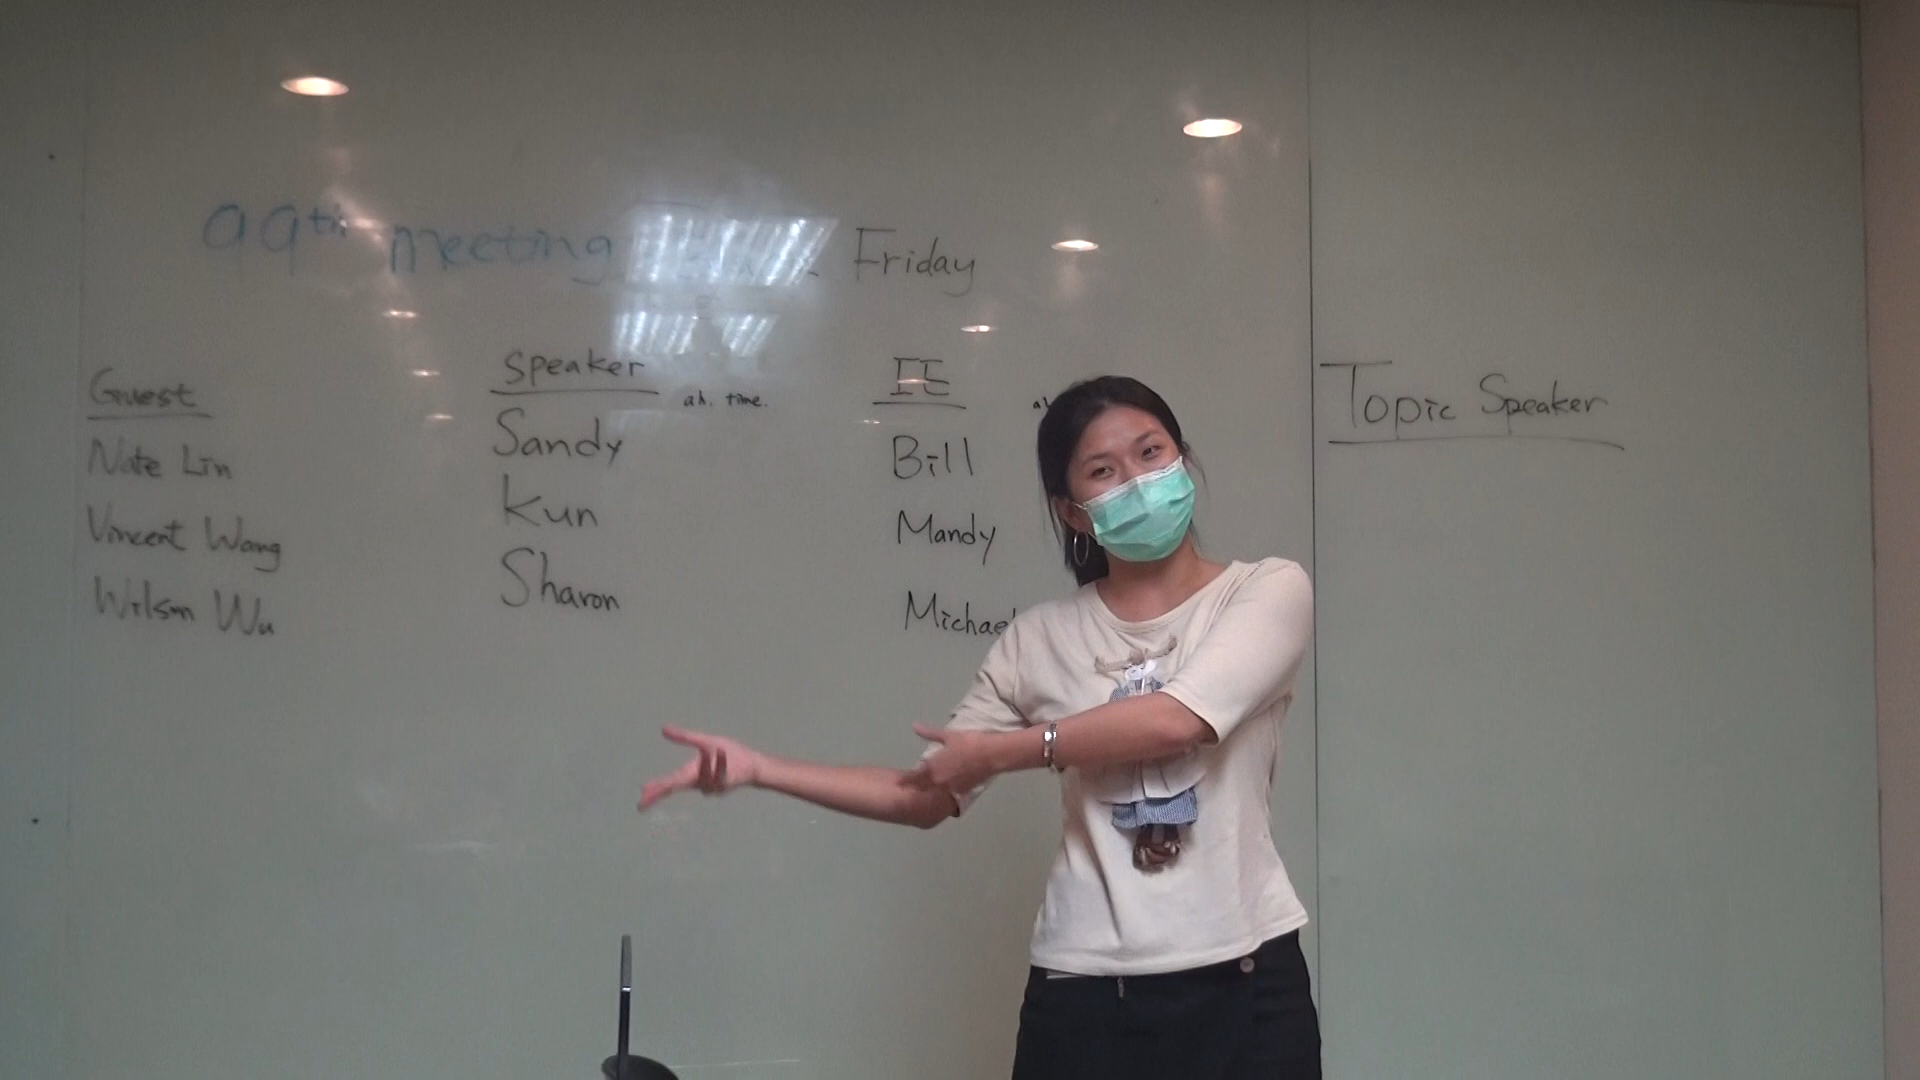 99th meeting Friday
Guest
Nate Lin
Vincent Wang
Wilson Wu
Speaker ah. time.
Sandy
Kun
Sharon
IE
Bill
Mandy
Michael
Topic Speaker